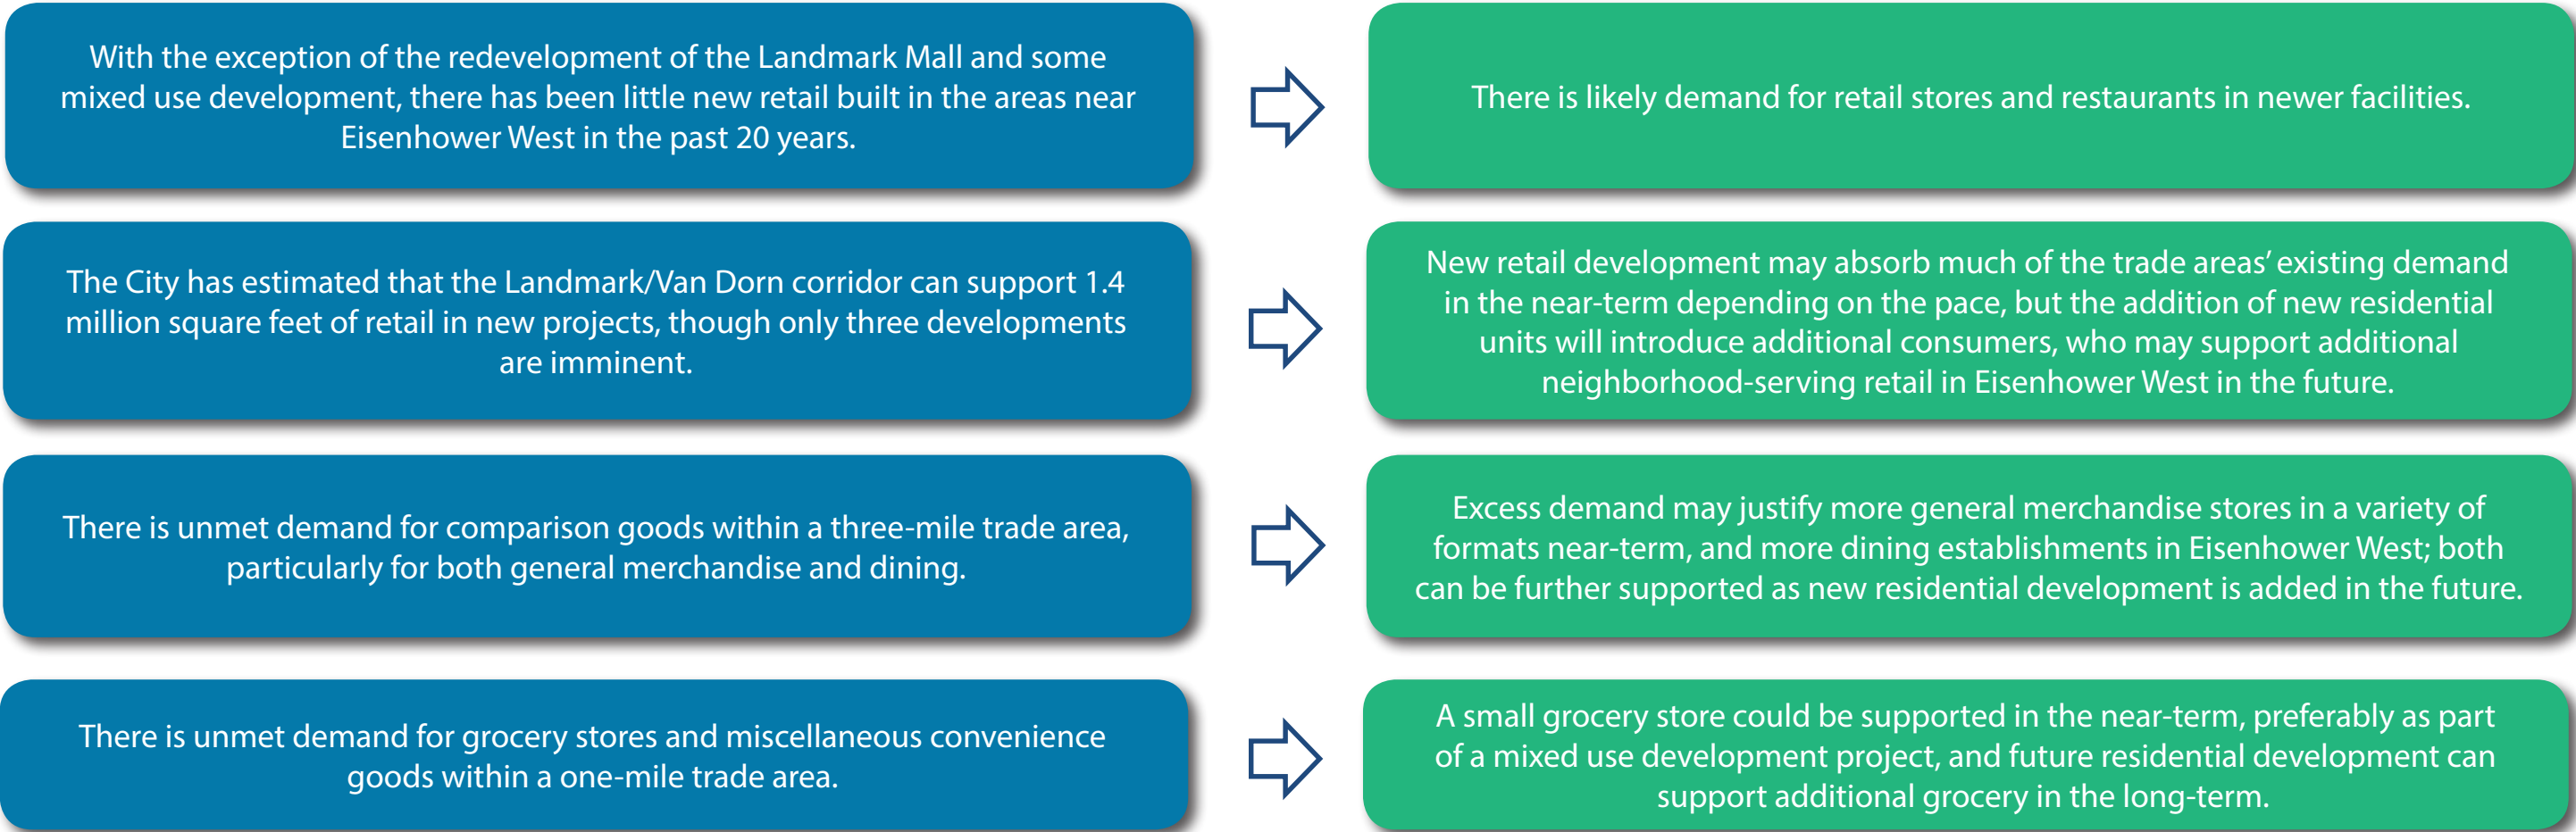 With the exception of the redevelopment of the Landmark Mall and some
mixed use development, there has been little new retail built in the areas near
Eisenhower West in the past 20 years.
There is likely demand for retail stores and restaurants in newer facilities.
The City has estimated that the Landmark/Van Dorn corridor can support 1.4
million square feet of retail in new projects, though only three developments
are imminent.
New retail development may absorb much of the trade areas’ existing demand
in the near-term depending on the pace, but the addition of new residential
units will introduce additional consumers, who may support additional
neighborhood-serving retail in Eisenhower West in the future.
There is unmet demand for comparison goods within a three-mile trade area,
particularly for both general merchandise and dining.
Excess demand may justify more general merchandise stores in a variety of
formats near-term, and more dining establishments in Eisenhower West; both
can be further supported as new residential development is added in the future.
There is unmet demand for grocery stores and miscellaneous convenience
goods within a one-mile trade area.
A small grocery store could be supported in the near-term, preferably as part
of a mixed use development project, and future residential development can
support additional grocery in the long-term.